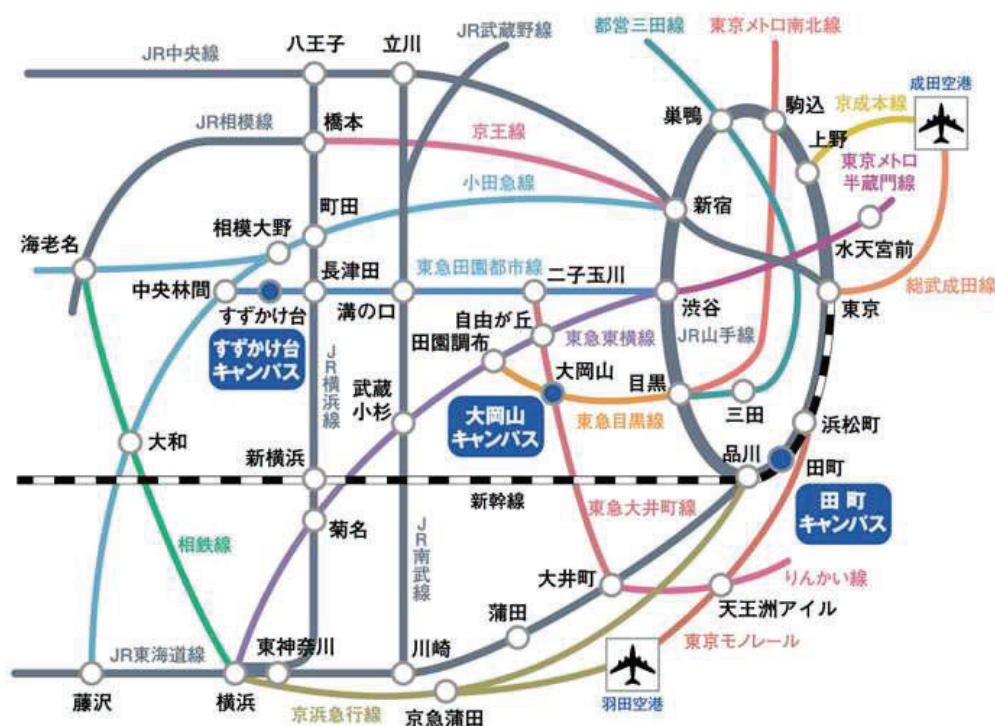 JR中央線
八王子
立川
JR武蔵野線
都営三田線
東京メトロ南北線
成田空港
橋本
JR相模線
京王線
巣鴨
駒込
京成本線
上野
東京メトロ
半蔵門線
小田急線
町田
相模大野
新宿
海老名
水天宮前
中央林間
すずかけ台
長津田
東急田園都市線
溝の口
二子玉川
渋谷
東京
総武成田線
すずかけ台
キャンパス
自由が丘
田園調布
東急東横線
JR山手線
JR横浜線
武蔵
小杉
大岡山
目黒
三田
大岡山
キャンパス
東急目黒線
浜松町
大和
新横浜
品川
田町
新幹線
田町
キャンパス
東急大井町線
菊名
相鉄線
JR南武線
大井町
りんかい線
天王洲アイル
蒲田
東京モノレール
JR東海道線
東神奈川
川崎
藤沢
横浜
京浜急行線
京急蒲田
羽田空港